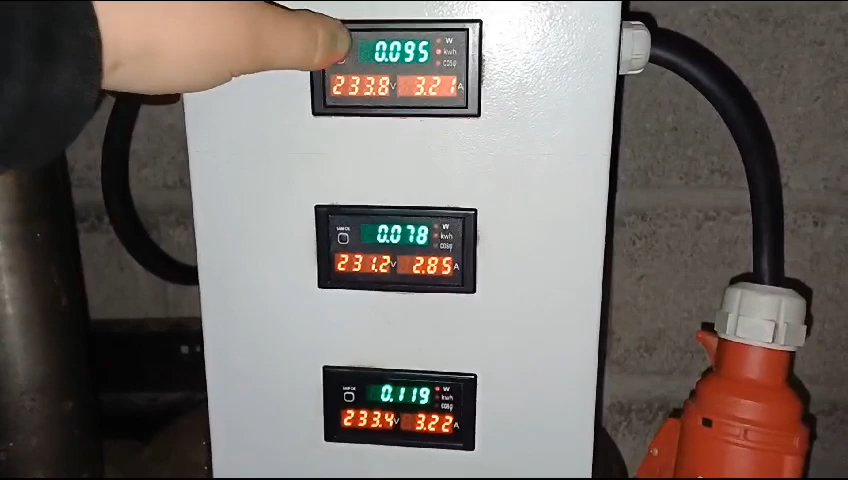 0.095 W
kwh
COSφ
233.8V 3.21A
0.078 W
kwh
COSφ
231.2V 2.85A
0.119 W
kwh
COSφ
233.4V 3.22A